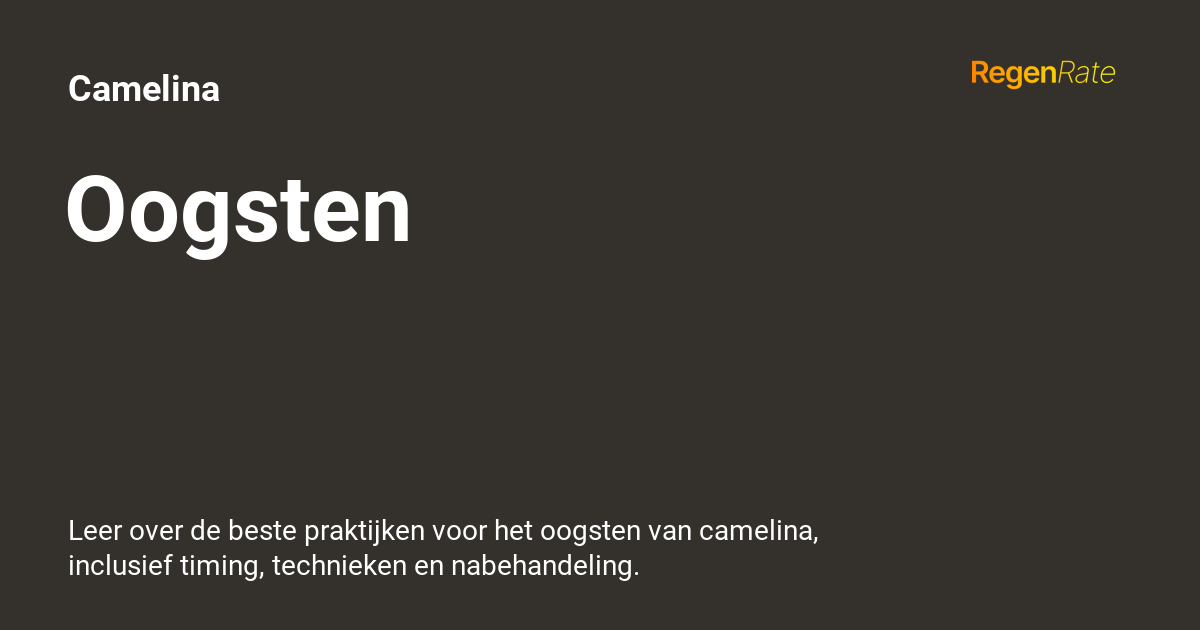 Camelina
RegenRate
Oogsten
Leer over de beste praktijken voor het oogsten van camelina,
inclusief timing, technieken en nabehandeling.